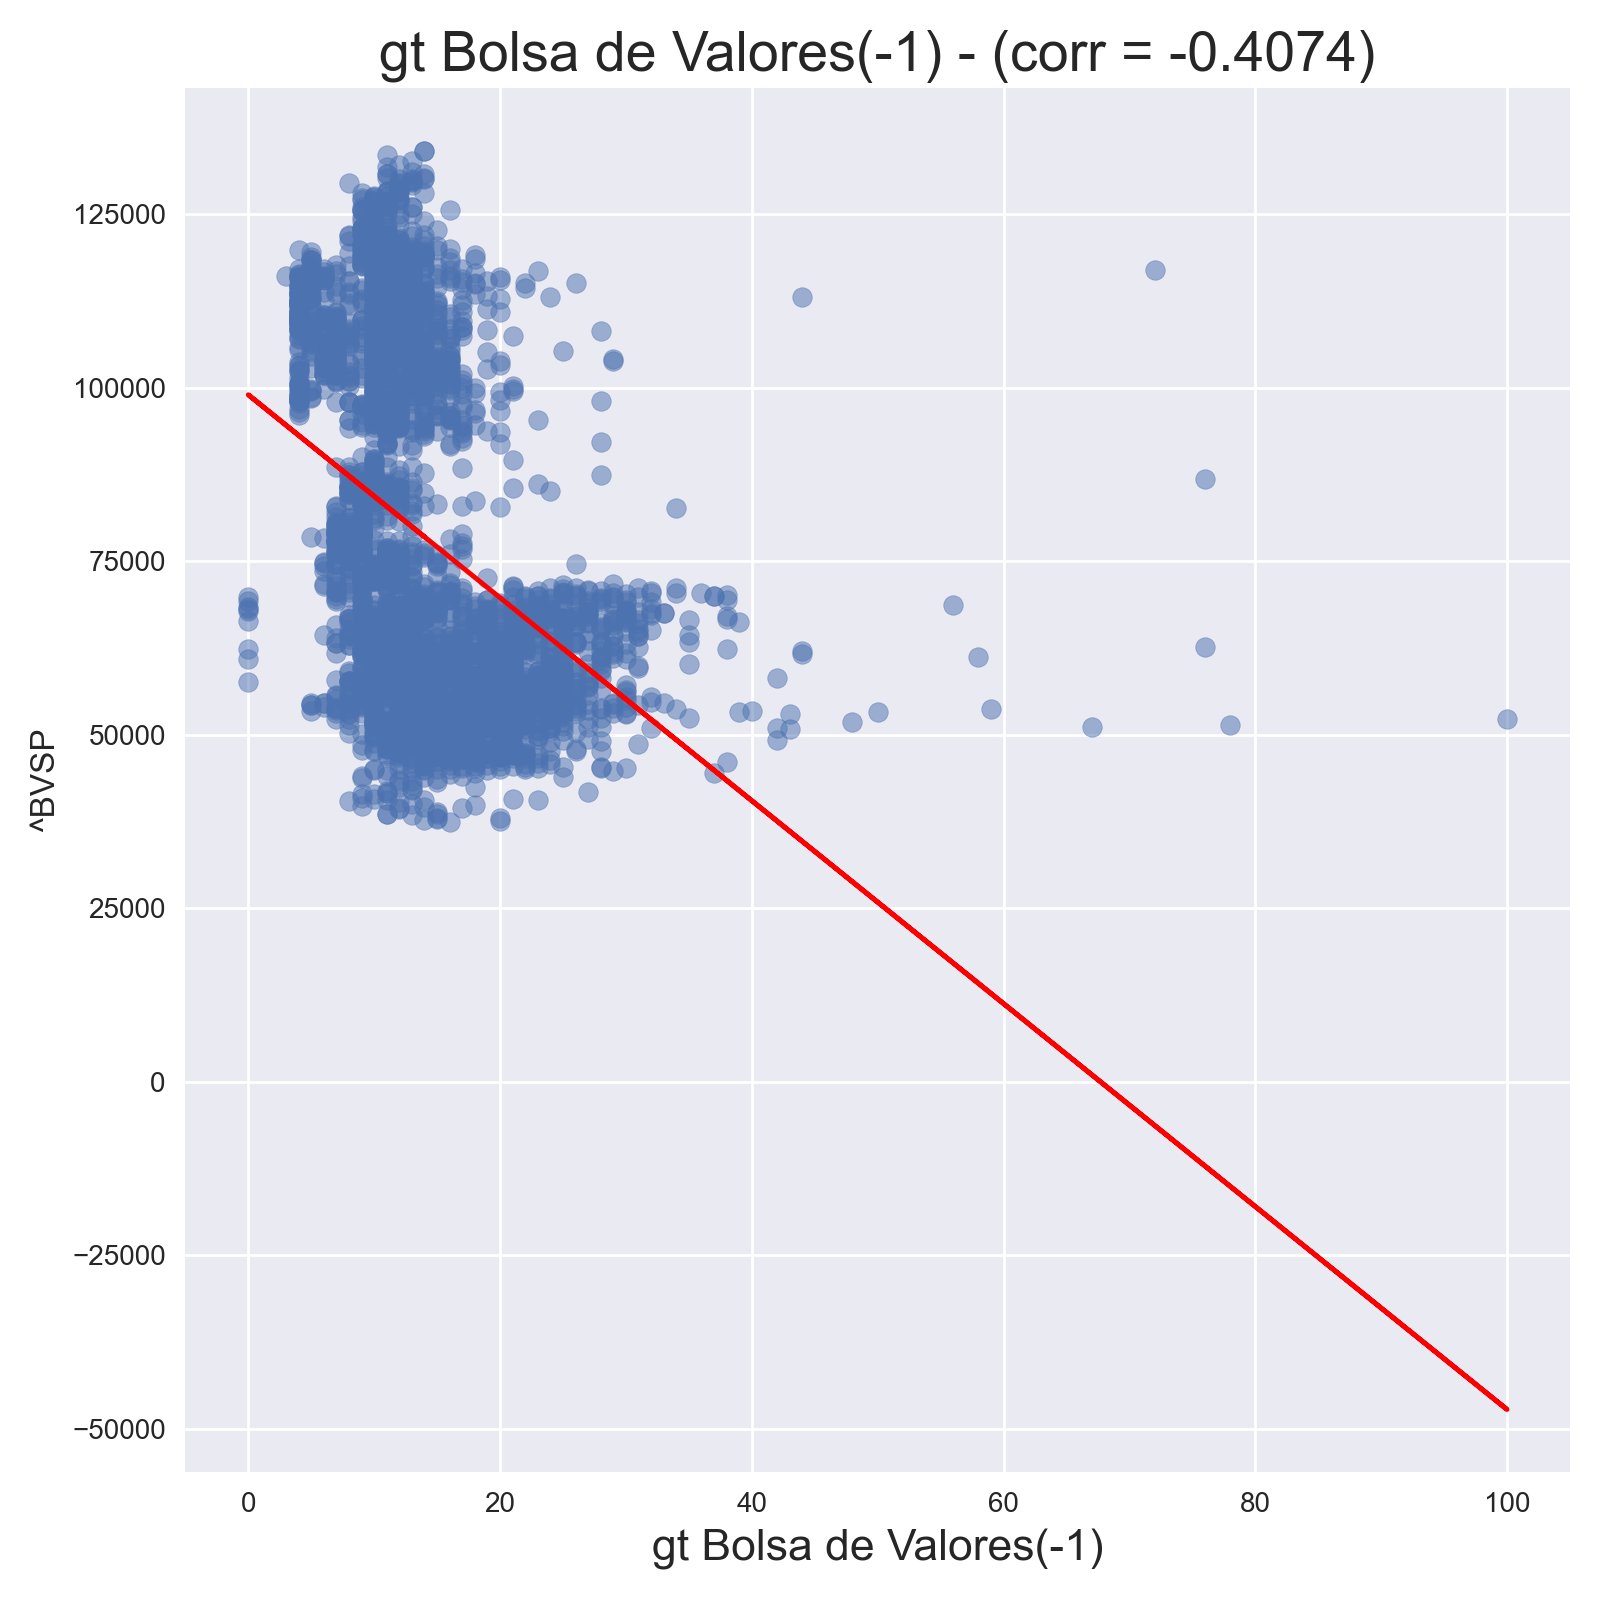 gt Bolsa de Valores(-1) - (corr = -0.4074)
125000
100000
75000
50000
25000
0
−25000
−50000
^BVSP
0 20 40 60 80 100
gt Bolsa de Valores(-1)